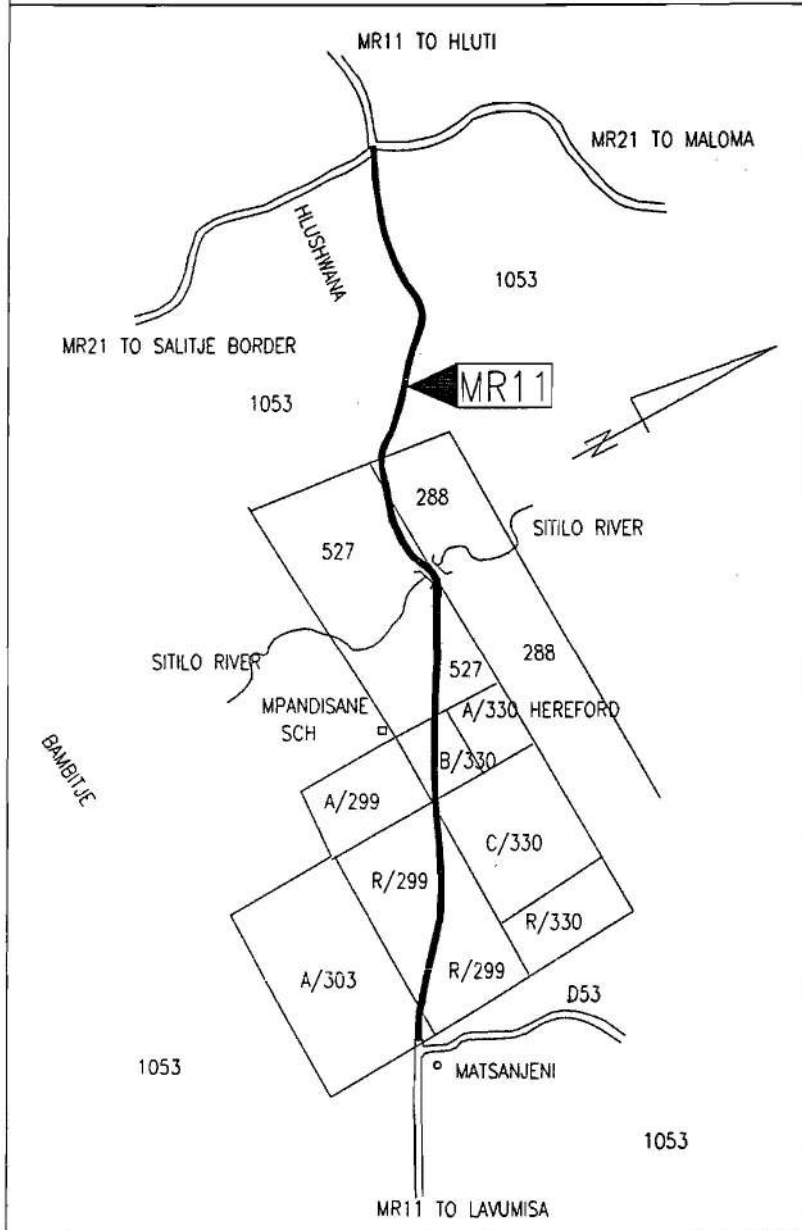 MR11 TO HLUTI
MR21 TO MALOMA
HLUSHWANA
1053
MR21 TO SALITJE BORDER
MR11
1053
N
288
SITILO RIVER
527
SITILO RIVER
527
288
MPANDISANE
SCH
A/330 HEREFORD
BAMBITJE
B/330
A/299
C/330
R/299
R/330
A/303
R/299
D53
1053
MATSANJENI
1053
MR11 TO LAVUMISA